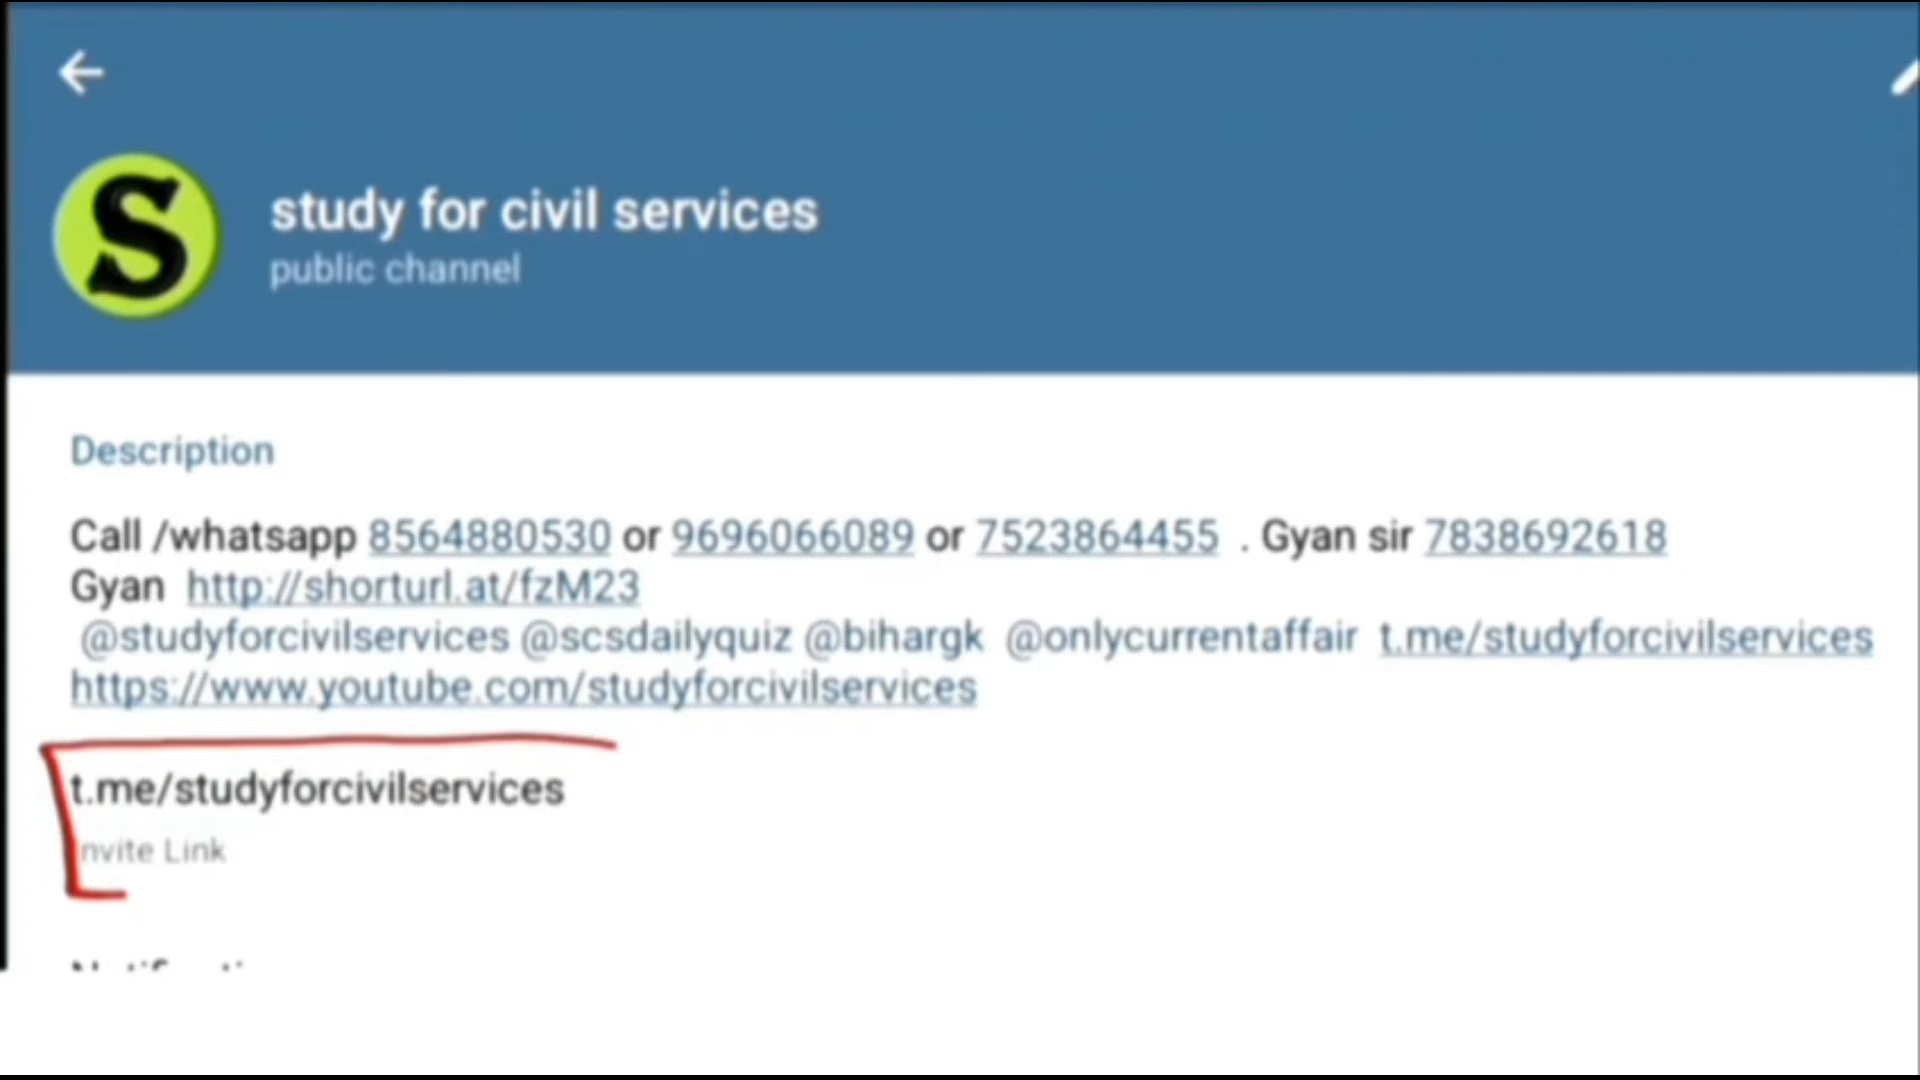 S
study for civil services
public channel
Description
Call /whatsapp 8564880530 or 9696066089 or 7523864455 . Gyan sir 7838692618
Gyan http://shorturl.at/fzM23
@studyforcivilservices @scsdailyquiz @bihargk @onlycurrentaffair t.me/studyforcivilservices
https://www.youtube.com/studyforcivilservices
t.me/studyforcivilservices
nvite Link